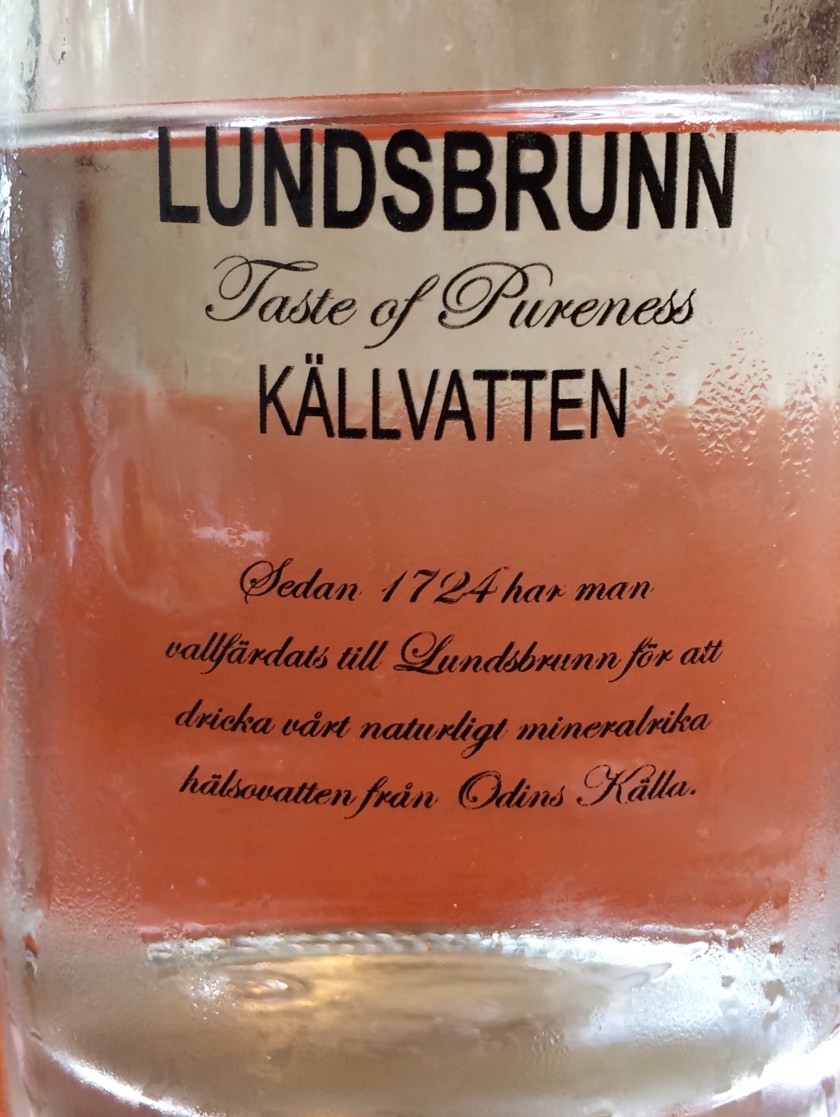 LUNDSBRUNN
Taste of Pureness
KÄLLVATTEN
Sedan 1724 har man
vallfärdats till Lundsbrunn för att
dricka vårt naturligt mineralrika
hälsovatten från Odins Källa.